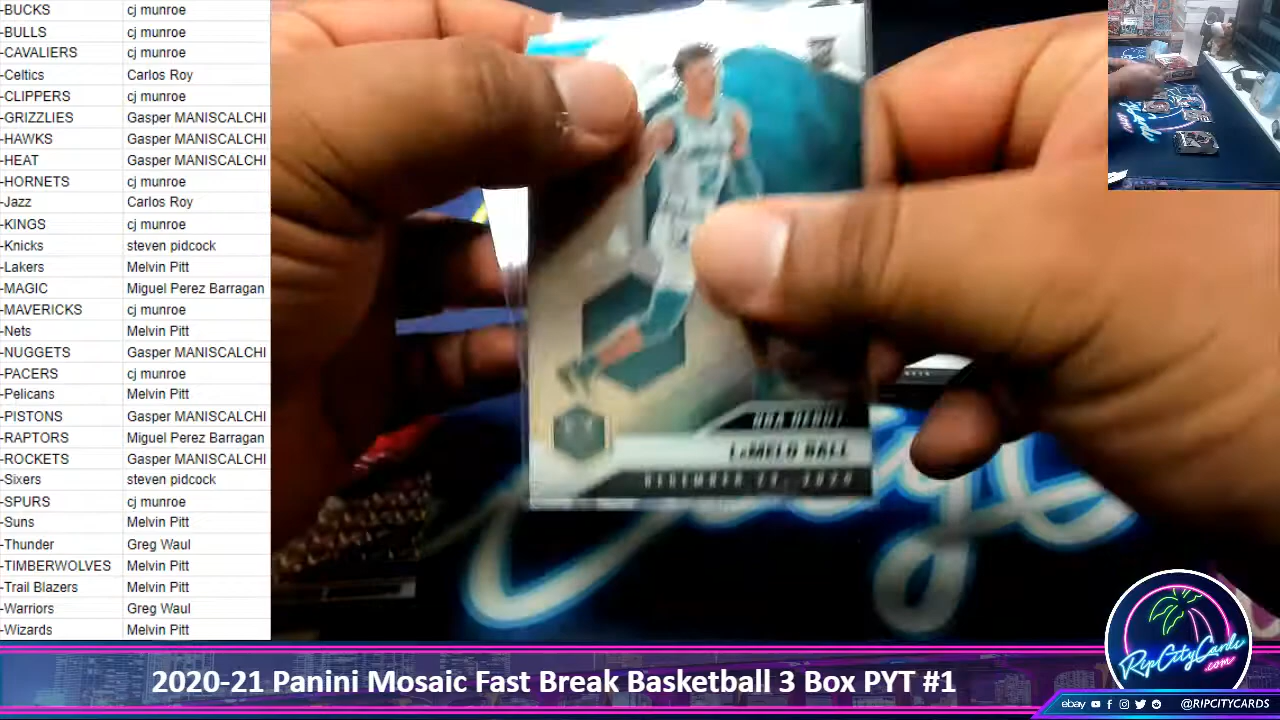 -BUCKS cj munroe
-BULLS cj munroe
-CAVALIERS cj munroe
-Celtics Carlos Roy
-CLIPPERS cj munroe
-GRIZZLIES Gasper MANISCALCHI
-HAWKS Gasper MANISCALCHI
-HEAT Gasper MANISCALCHI
-HORNETS cj munroe
-Jazz Carlos Roy
-KINGS cj munroe
-Knicks steven pidcock
-Lakers Melvin Pitt
-MAGIC Miguel Perez Barragan
-MAVERICKS cj munroe
-Nets Melvin Pitt
-NUGGETS Gasper MANISCALCHI
-PACERS cj munroe
-Pelicans Melvin Pitt
-PISTONS Gasper MANISCALCHI
-RAPTORS Miguel Perez Barragan
-ROCKETS Gasper MANISCALCHI
-Sixers steven pidcock
-SPURS cj munroe
-Suns Melvin Pitt
-Thunder Greg Waul
-TIMBERWOLVES Melvin Pitt
-Trail Blazers Melvin Pitt
-Warriors Greg Waul
-Wizards Melvin Pitt
NBA DEBUT
LaMELO BALL
DECEMBER 23, 2020
RipCityCards
.com
2020-21 Panini Mosaic Fast Break Basketball 3 Box PYT #1
ebay @RIPCITYCARDS